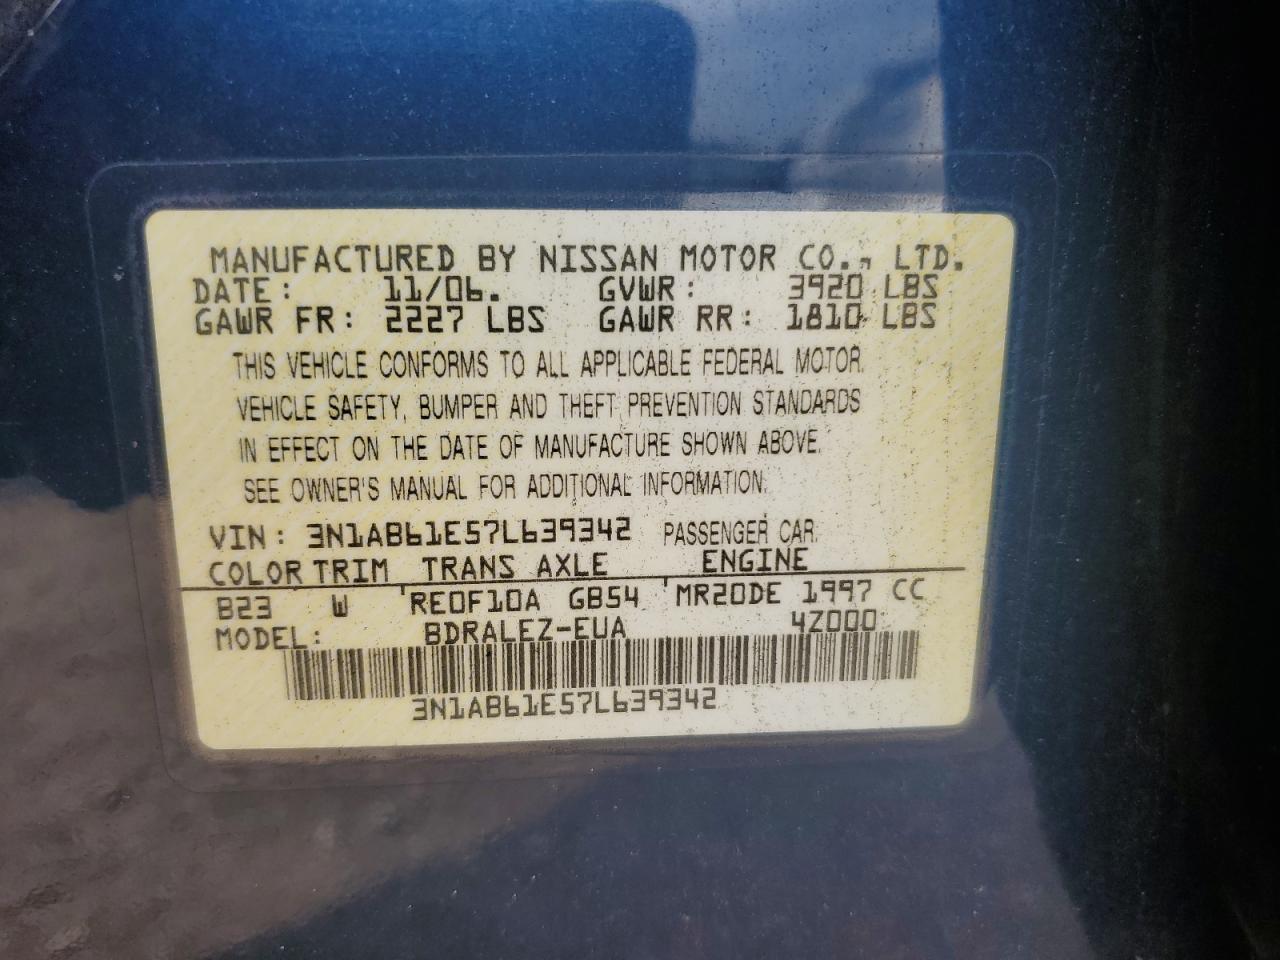 MANUFACTURED BY NISSAN MOTOR CO., LTD.
DATE: 11/06. GVWR: 3920 LBS
GAWR FR: 2227 LBS GAWR RR: 1810 LBS
THIS VEHICLE CONFORMS TO ALL APPLICABLE FEDERAL MOTOR
VEHICLE SAFETY, BUMPER AND THEFT PREVENTION STANDARDS
IN EFFECT ON THE DATE OF MANUFACTURE SHOWN ABOVE.
SEE OWNER'S MANUAL FOR ADDITIONAL INFORMATION.
VIN: 3N1AB61E57L639342 PASSENGER CAR
COLOR TRIM TRANS AXLE ENGINE
B23 W RE0F10A GB54 MR20DE 1997 CC
MODEL: BDRALEZ-EUA 4Z000
3N1AB61E57L639342